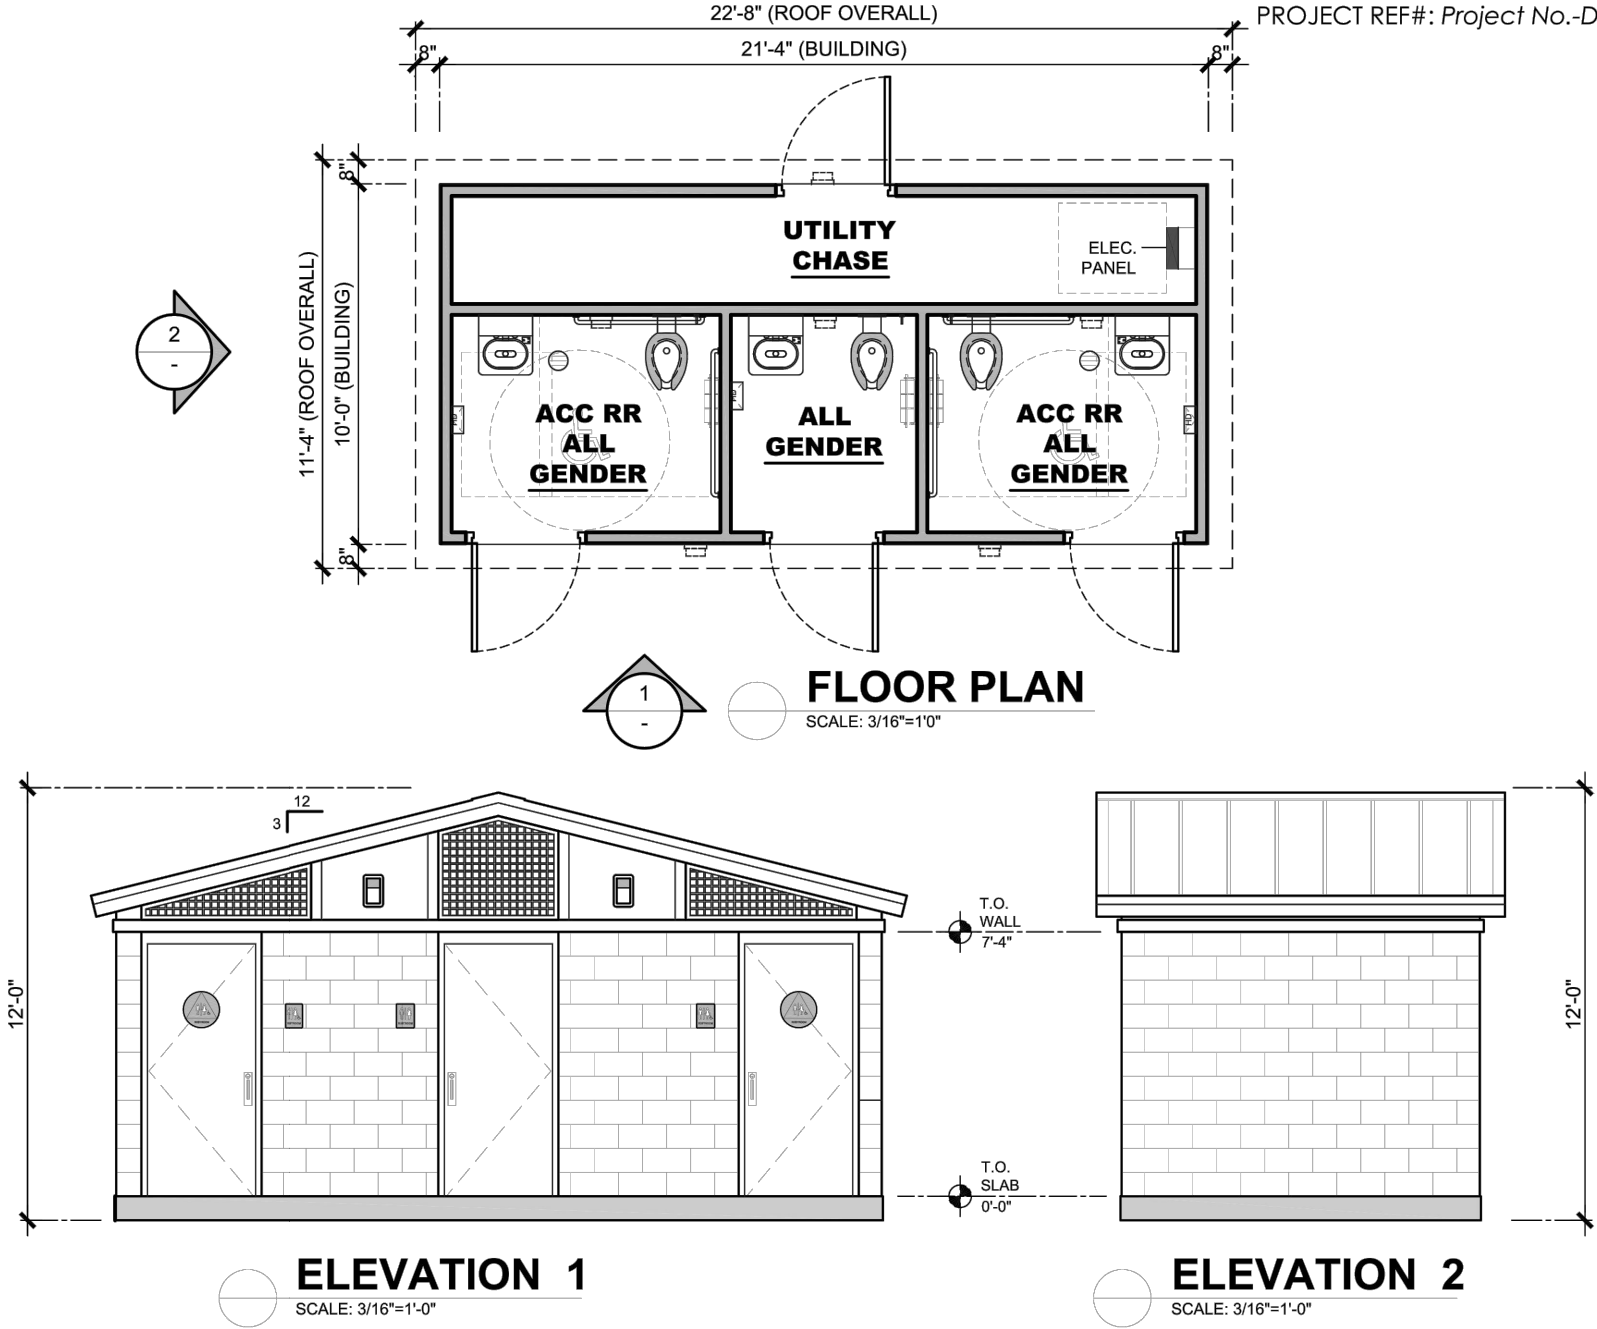 22'-8" (ROOF OVERALL)
PROJECT REF#: Project No.-D
8"
21'-4" (BUILDING)
8"
8"
11'-4" (ROOF OVERALL)
10'-0" (BUILDING)
8"
UTILITY
CHASE
ELEC.
PANEL
2
-
HD
ACC RR
ALL
GENDER
HD
ALL
GENDER
ACC RR
ALL
GENDER
HD
1
-
FLOOR PLAN
SCALE: 3/16"=1'0"
12
3
12'-0"
T.O.
WALL
7'-4"
T.O.
SLAB
0'-0"
12'-0"
ELEVATION 1
SCALE: 3/16"=1'-0"
ELEVATION 2
SCALE: 3/16"=1'-0"